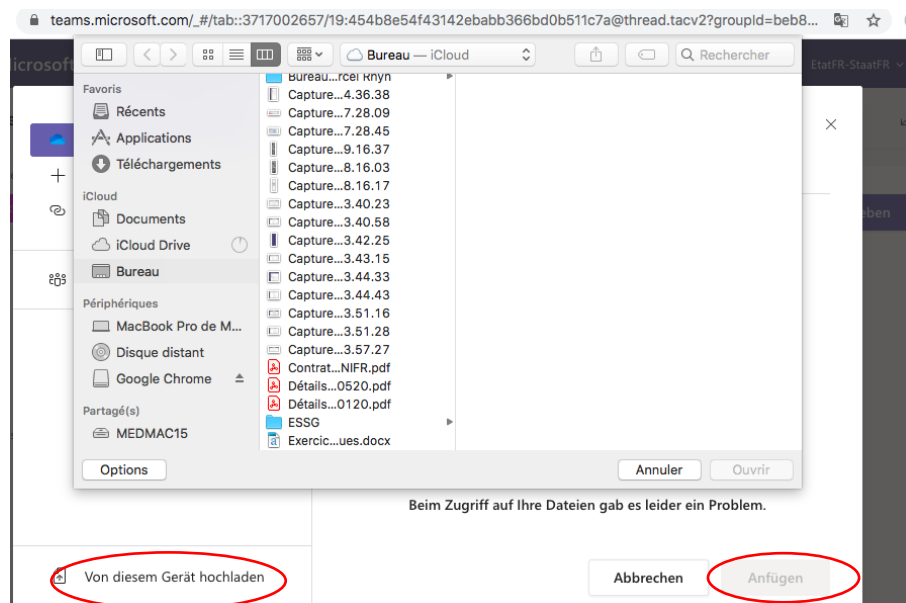 teams.microsoft.com/_#/tab::3717002657/19:454b8e54f43142ebabb366bd0b511c7a@thread.tacv2?groupId=beb8...
icrosoft
Bureau — iCloud
Rechercher
EtatFR-StaatFR
Favoris
Récents
Applications
Téléchargements
iCloud
Documents
iCloud Drive
Bureau
Périphériques
MacBook Pro de M...
Disque distant
Google Chrome
Partagé(s)
MEDMAC15
Bureau...rcel Rhyn
Capture...4.36.38
Capture...7.28.09
Capture...7.28.45
Capture...9.16.37
Capture...8.16.03
Capture...8.16.17
Capture...3.40.23
Capture...3.40.58
Capture...3.42.25
Capture...3.43.15
Capture...3.44.33
Capture...3.44.43
Capture...3.51.16
Capture...3.51.28
Capture...3.57.27
Contrat...NIFR.pdf
Détails...0520.pdf
Détails...0120.pdf
ESSG
Exercic...ues.docx
eben
Options
Annuler
Ouvrir
Beim Zugriff auf Ihre Dateien gab es leider ein Problem.
Von diesem Gerät hochladen
Abbrechen
Anfügen